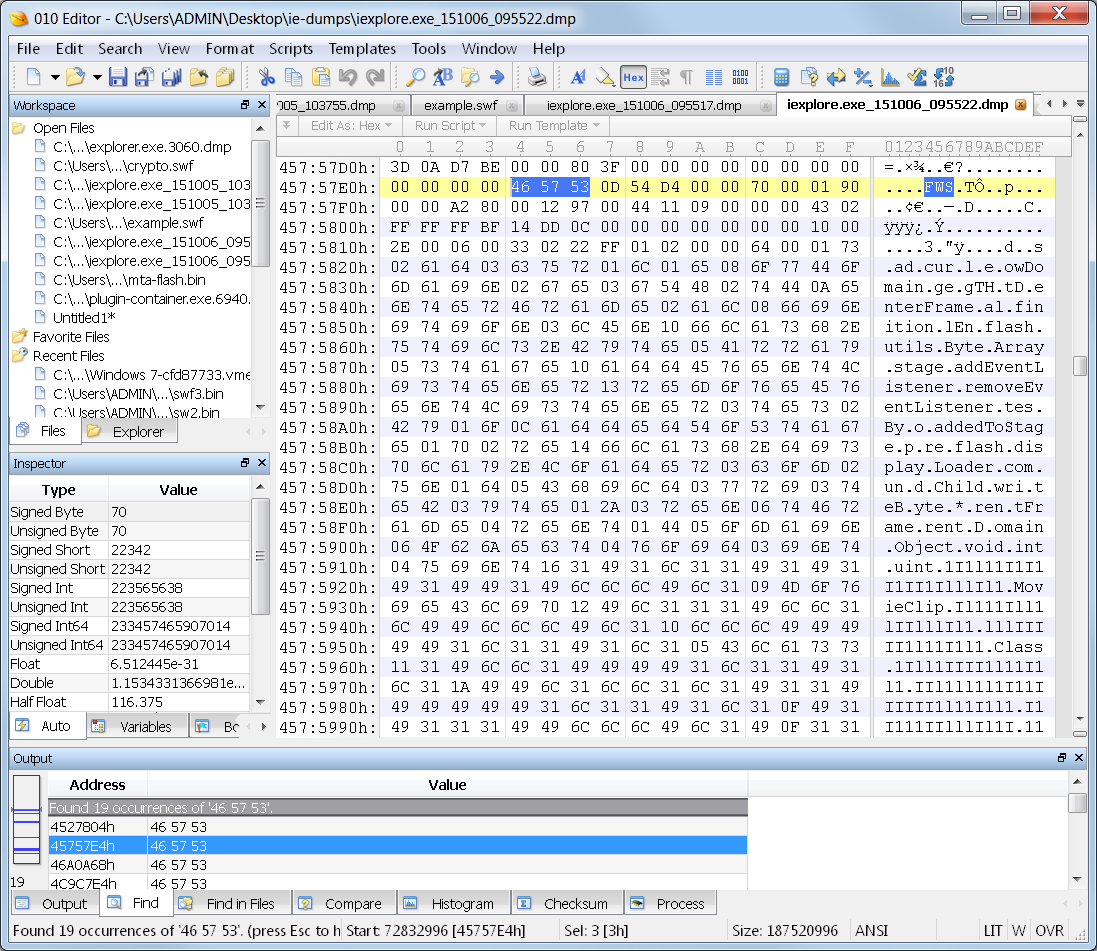 010 Editor - C:\Users\ADMIN\Desktop\ie-dumps\iexplore.exe_151006_095522.dmp
File Edit Search View Format Scripts Templates Tools Window Help
Workspace
Open Files
C:\...\explorer.exe.3060.dmp
C:\Users...\crypto.swf
C:\...\iexplore.exe_151005_103
C:\...\iexplore.exe_151005_103
C:\Users...\example.swf
C:\...\iexplore.exe_151006_095
C:\...\iexplore.exe_151006_095
C:\Users...\mta-flash.bin
C:\...\plugin-container.exe.6940.
Untitled1*
Favorite Files
Recent Files
C:\...\Windows 7-cfd87733.vme
C:\Users\ADMIN\...\swf3.bin
C:\Users\ADMIN\...\sw2.bin
Files Explorer
Inspector
Type Value
Signed Byte 70
Unsigned Byte 70
Signed Short 22342
Unsigned Short 22342
Signed Int 223565638
Unsigned Int 223565638
Signed Int64 233457465907014
Unsigned Int64 233457465907014
Float 6.512445e-31
Double 1.1534331366981e...
Half Float 116.375
Auto Variables Bo
005_103755.dmp example.swf iexplore.exe_151006_095517.dmp iexplore.exe_151006_095522.dmp
Edit As: Hex Run Script Run Template
0 1 2 3 4 5 6 7 8 9 A B C D E F 0123456789ABCDEF
457:57D0h: 3D 0A D7 BE 00 00 80 3F 00 00 00 00 00 00 00 00 =.×¾..€?........
457:57E0h: 00 00 00 00 46 57 53 0D 54 D4 00 00 70 00 01 90 ....FWS.TÔ..p...
457:57F0h: 00 00 A2 80 00 12 97 00 44 11 09 00 00 00 43 02 ..¢€..—.D.....C.
457:5800h: FF FF FF BF 14 DD 0C 00 00 00 00 00 00 00 10 00 ÿÿÿ¿.Ý..........
457:5810h: 2E 00 06 00 33 02 22 FF 01 02 00 00 64 00 01 73 ....3."ÿ....d..s
457:5820h: 02 61 64 03 63 75 72 01 6C 01 65 08 6F 77 44 6F .ad.cur.l.e.owDo
457:5830h: 6D 61 69 6E 02 67 65 03 67 54 48 02 74 44 0A 65 main.ge.gTH.tD.e
457:5840h: 6E 74 65 72 46 72 61 6D 65 02 61 6C 08 66 69 6E nterFrame.al.fin
457:5850h: 69 74 69 6F 6E 03 6C 45 6E 10 66 6C 61 73 68 2E ition.lEn.flash.
457:5860h: 75 74 69 6C 73 2E 42 79 74 65 05 41 72 72 61 79 utils.Byte.Array
457:5870h: 05 73 74 61 67 65 10 61 64 64 45 76 65 6E 74 4C .stage.addEventL
457:5880h: 69 73 74 65 6E 65 72 13 72 65 6D 6F 76 65 45 76 istener.removeEv
457:5890h: 65 6E 74 4C 69 73 74 65 6E 65 72 03 74 65 73 02 entListener.tes.
457:58A0h: 42 79 01 6F 0C 61 64 64 65 64 54 6F 53 74 61 67 By.o.addedToStag
457:58B0h: 65 01 70 02 72 65 14 66 6C 61 73 68 2E 64 69 73 e.p.re.flash.dis
457:58C0h: 70 6C 61 79 2E 4C 6F 61 64 65 72 03 63 6F 6D 02 play.Loader.com.
457:58D0h: 75 6E 01 64 05 43 68 69 6C 64 03 77 72 69 03 74 un.d.Child.wri.t
457:58E0h: 65 42 03 79 74 65 01 2A 03 72 65 6E 06 74 46 72 eB.yte.*.ren.tFr
457:58F0h: 61 6D 65 04 72 65 6E 74 01 44 05 6F 6D 61 69 6E ame.rent.D.omain
457:5900h: 06 4F 62 6A 65 63 74 04 76 6F 69 64 03 69 6E 74 .Object.void.int
457:5910h: 04 75 69 6E 74 16 31 49 31 6C 31 31 49 31 49 31 .uint.1I1l11I1I1
457:5920h: 49 31 49 31 49 6C 6C 6C 49 6C 31 09 4D 6F 76 I1I1IlllIl1.Mov
457:5930h: 69 65 43 6C 69 70 12 49 6C 31 31 31 49 6C 6C 31 ieClip.Il111Ill1
457:5940h: 6C 49 49 6C 6C 6C 49 6C 31 10 6C 6C 6C 49 49 49 lIIlllIl1.lllIII
457:5950h: 49 49 31 6C 31 31 49 31 6C 31 05 43 6C 61 73 73 II1l11I1l1.Class
457:5960h: 11 31 49 6C 6C 31 49 49 49 49 31 6C 31 31 49 31 .1Ill1IIII1l11I1
457:5970h: 6C 31 1A 49 49 6C 31 6C 31 6C 31 6C 31 49 31 49 l1.IIl1l1l1l1I1I
457:5980h: 49 49 49 49 49 31 6C 31 31 49 31 6C 31 0F 49 31 IIIII1l11I1l1.I1
457:5990h: 49 31 31 31 49 6C 6C 49 6C 31 49 0F 31 31 I111IllIl1I.11
Output
Address Value
Found 19 occurrences of '46 57 53'.
4527804h 46 57 53
45757E4h 46 57 53
46A0A68h 46 57 53
4C9C7E4h 46 57 53
19
Output Find Find in Files Compare Histogram Checksum Process
Found 19 occurrences of '46 57 53'. (press Esc to h Start: 72832996 [45757E4h] Sel: 3 [3h] Size: 187520996 ANSI LIT W OVR